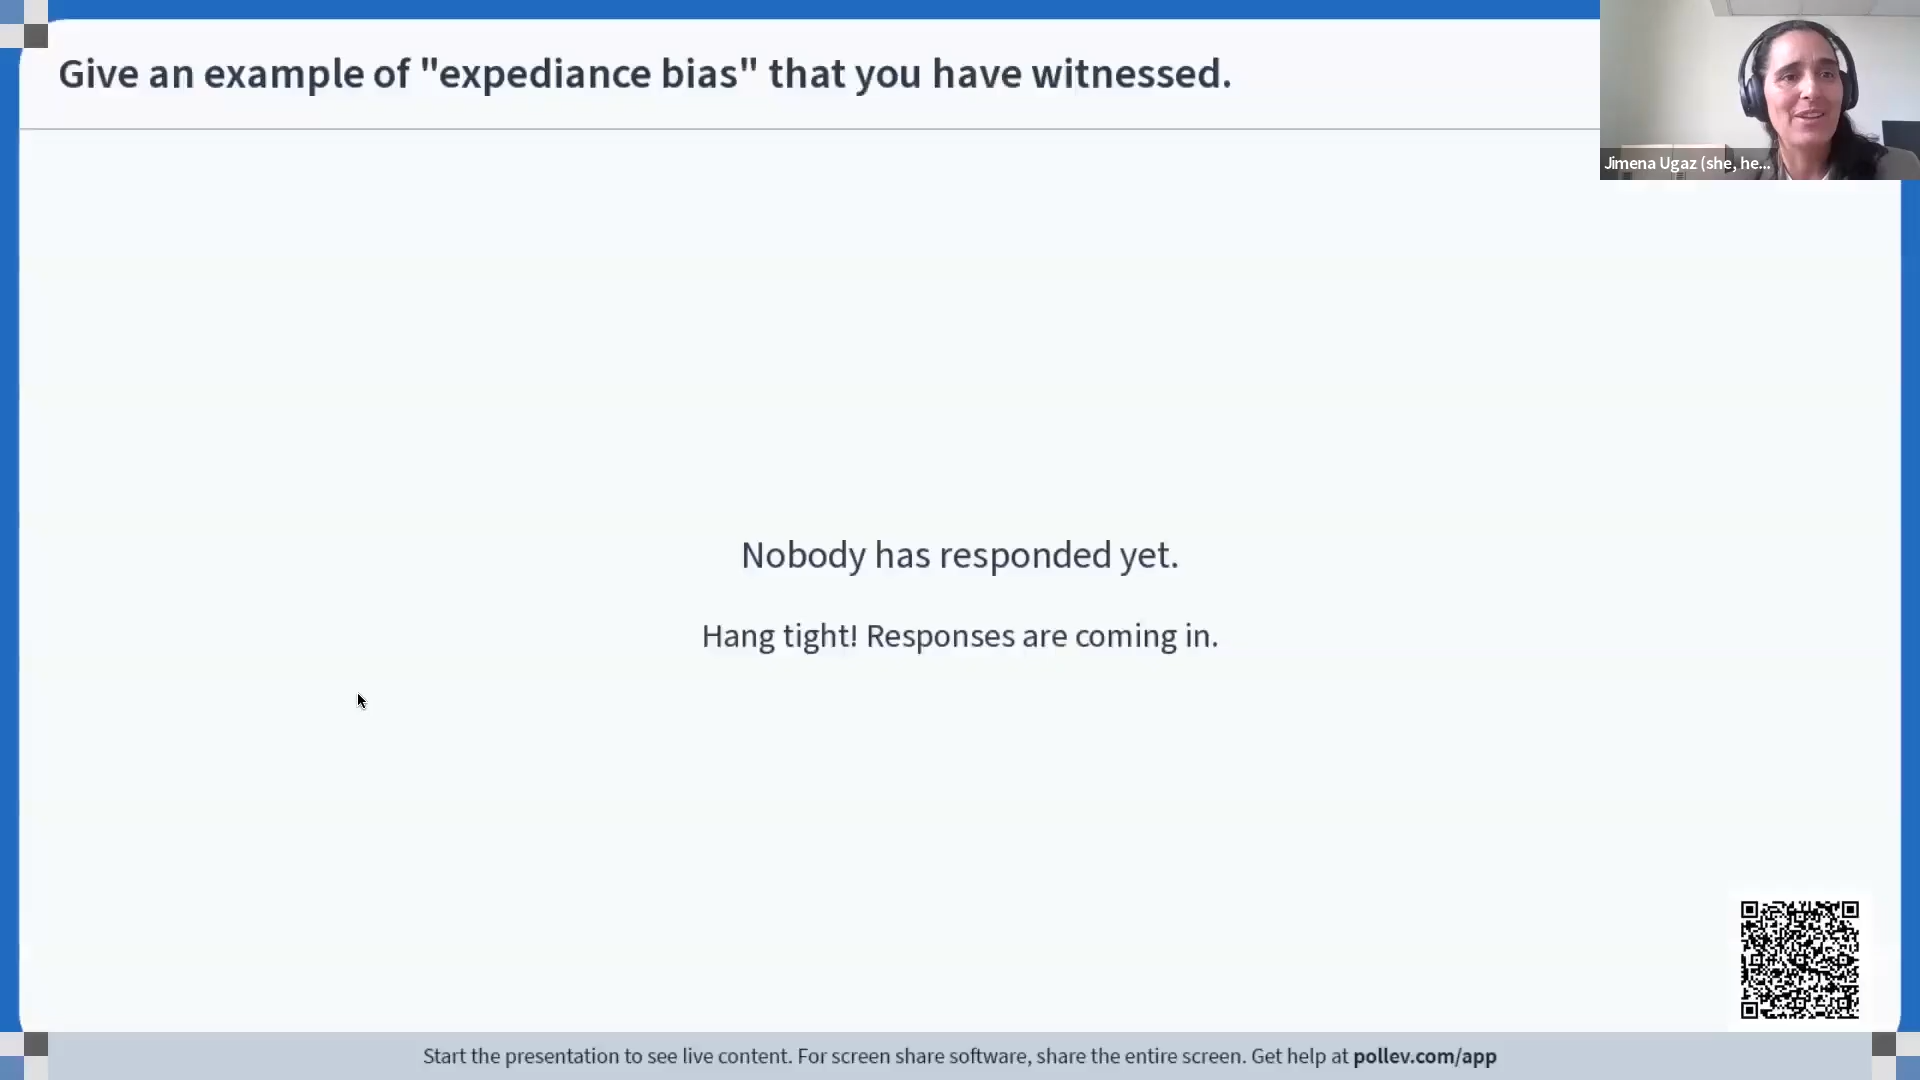 Give an example of "expediance bias" that you have witnessed.
Jimena Ugaz (she, he...
Nobody has responded yet.
Hang tight! Responses are coming in.
Start the presentation to see live content. For screen share software, share the entire screen. Get help at pollev.com/app